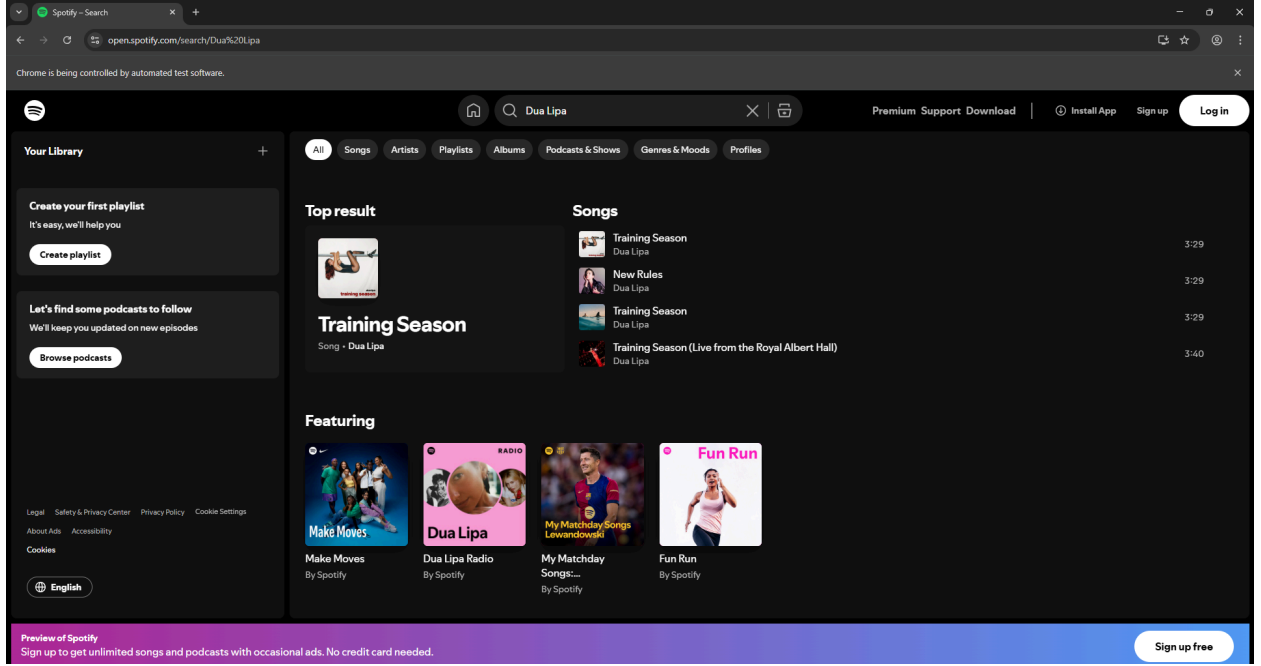 Spotify – Search
open.spotify.com/search/Dua%20Lipa
Chrome is being controlled by automated test software.
Dua Lipa
Premium Support Download
Install App
Sign up
Log in
Your Library
Create your first playlist
It's easy, we'll help you
Create playlist
Let's find some podcasts to follow
We'll keep you updated on new episodes
Browse podcasts
Legal Safety & Privacy Center Privacy Policy Cookie Settings
About Ads Accessibility
Cookies
English
All Songs Artists Playlists Albums Podcasts & Shows Genres & Moods Profiles
Top result
training season
Training Season
Song • Dua Lipa
Songs
Training Season 3:29
Dua Lipa
New Rules 3:29
Dua Lipa
Training Season 3:29
Dua Lipa
Training Season (Live from the Royal Albert Hall) 3:40
Dua Lipa
Featuring
Make Moves
Make Moves
By Spotify
RADIO
Dua Lipa
Dua Lipa Radio
By Spotify
My Matchday Songs
Lewandowski
My Matchday
Songs:...
By Spotify
Fun Run
Fun Run
By Spotify
Preview of Spotify
Sign up to get unlimited songs and podcasts with occasional ads. No credit card needed.
Sign up free